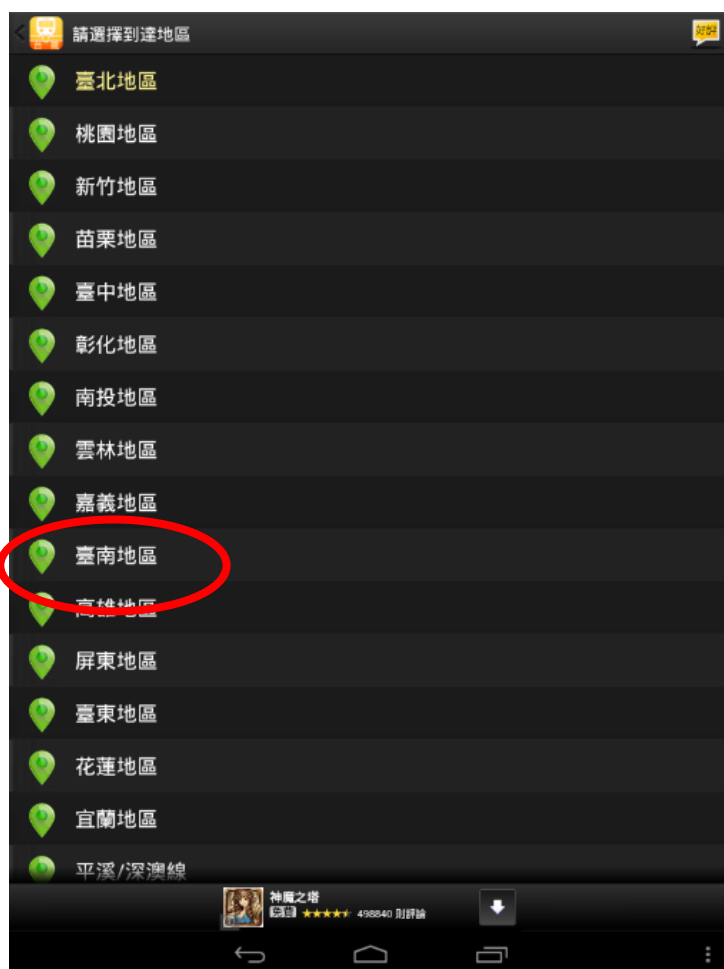 請選擇到達地區
好評
臺北地區
桃園地區
新竹地區
苗栗地區
臺中地區
彰化地區
南投地區
雲林地區
嘉義地區
臺南地區
高雄地區
屏東地區
臺東地區
花蓮地區
宜蘭地區
平溪/深澳線
神魔之塔
免費 498840 則評論